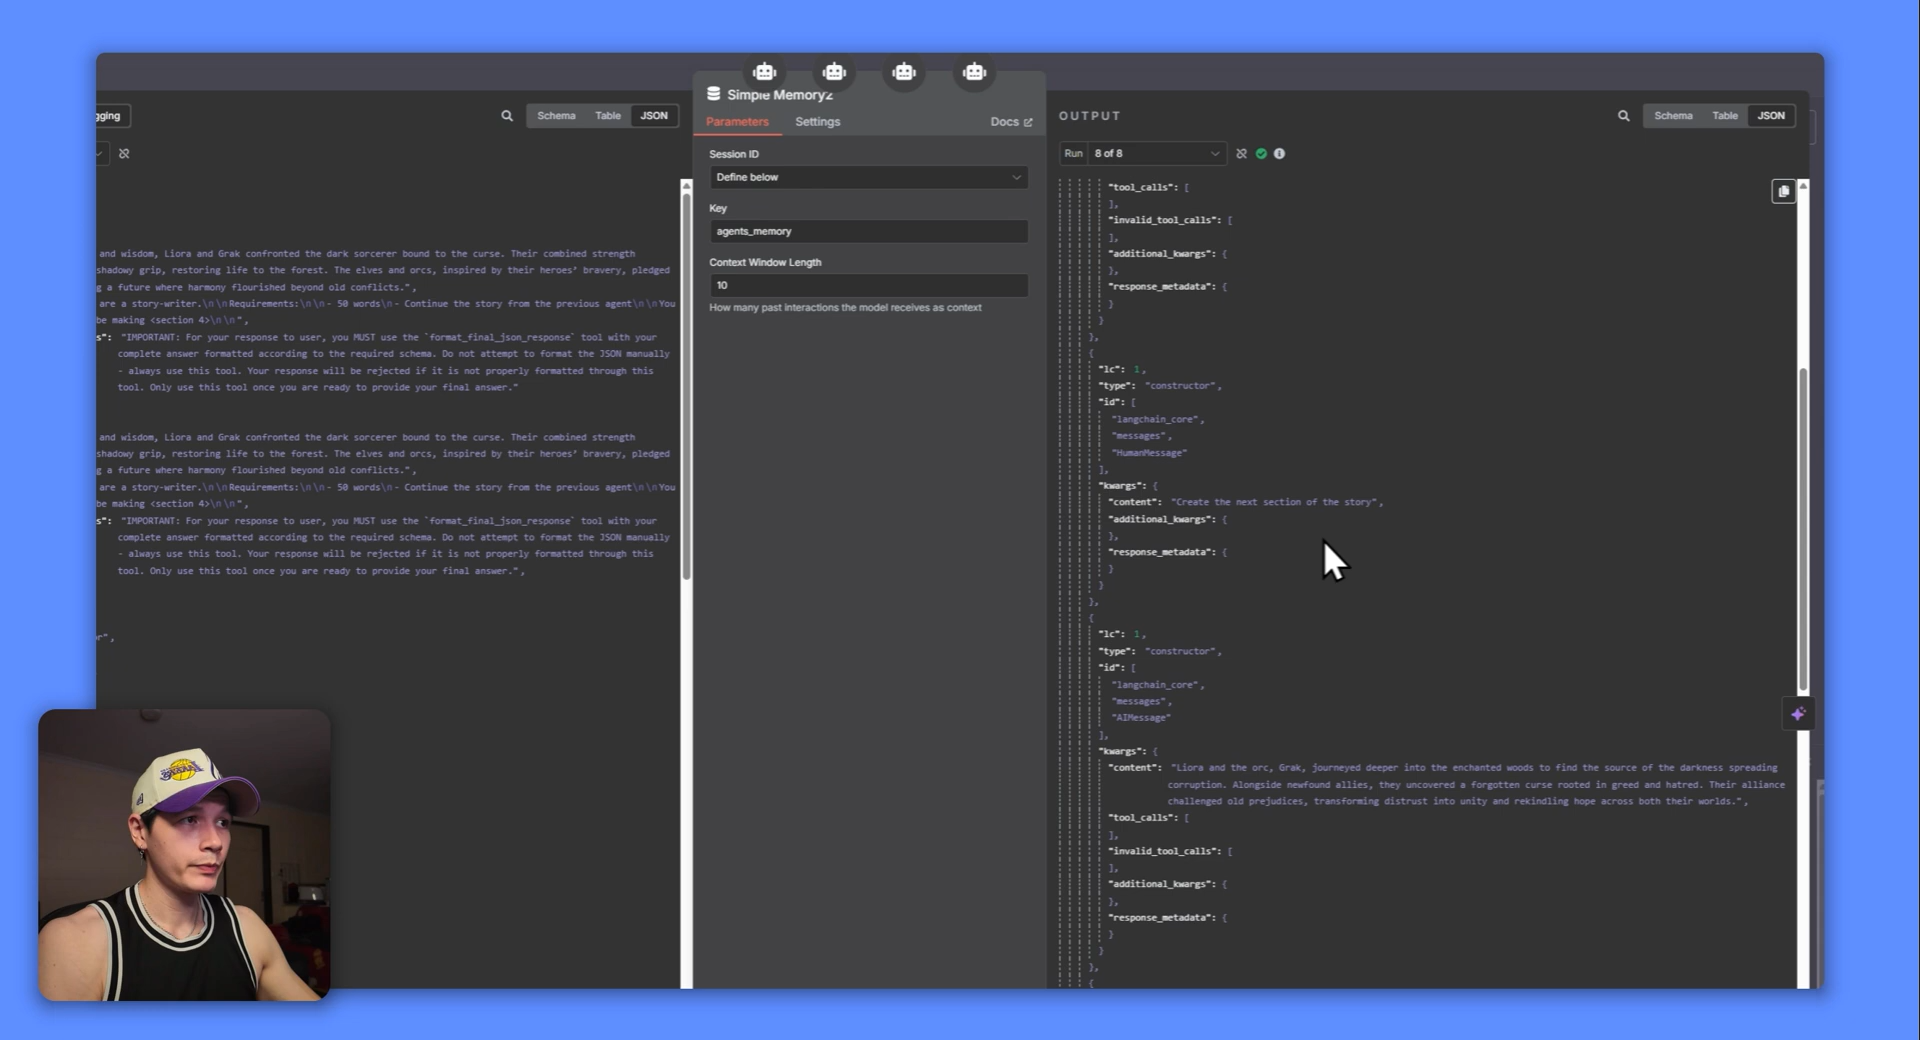 gging
Schema
Table
JSON
and wisdom, Liora and Grak confronted the dark sorcerer bound to the curse. Their combined strength
shadowy grip, restoring life to the forest. The elves and orcs, inspired by their heroes' bravery, pledged
g a future where harmony flourished beyond old conflicts.",
are a story-writer.\n\nRequirements:\n\n- 50 words\n- Continue the story from the previous agent\n\nYou
be making <section 4>\n\n",
s": "IMPORTANT: For your response to user, you MUST use the `format_final_json_response` tool with your
complete answer formatted according to the required schema. Do not attempt to format the JSON manually
- always use this tool. Your response will be rejected if it is not properly formatted through this
tool. Only use this tool once you are ready to provide your final answer."
and wisdom, Liora and Grak confronted the dark sorcerer bound to the curse. Their combined strength
shadowy grip, restoring life to the forest. The elves and orcs, inspired by their heroes' bravery, pledged
g a future where harmony flourished beyond old conflicts.",
are a story-writer.\n\nRequirements:\n\n- 50 words\n- Continue the story from the previous agent\n\nYou
be making <section 4>\n\n",
s": "IMPORTANT: For your response to user, you MUST use the `format_final_json_response` tool with your
complete answer formatted according to the required schema. Do not attempt to format the JSON manually
- always use this tool. Your response will be rejected if it is not properly formatted through this
tool. Only use this tool once you are ready to provide your final answer.",
r",
Simple Memory2
Parameters
Settings
Docs
Session ID
Define below
Key
agents_memory
Context Window Length
10
How many past interactions the model receives as context
OUTPUT
Schema
Table
JSON
Run
8 of 8
"tool_calls": [
],
"invalid_tool_calls": [
],
"additional_kwargs": {
},
"response_metadata": {
}
}
},
{
"lc": 1,
"type": "constructor",
"id": [
"langchain_core",
"messages",
"HumanMessage"
],
"kwargs": {
"content": "Create the next section of the story",
"additional_kwargs": {
},
"response_metadata": {
}
}
},
{
"lc": 1,
"type": "constructor",
"id": [
"langchain_core",
"messages",
"AIMessage"
],
"kwargs": {
"content": "Liora and the orc, Grak, journeyed deeper into the enchanted woods to find the source of the darkness spreading
corruption. Alongside newfound allies, they uncovered a forgotten curse rooted in greed and hatred. Their alliance
challenged old prejudices, transforming distrust into unity and rekindling hope across both their worlds.",
"tool_calls": [
],
"invalid_tool_calls": [
],
"additional_kwargs": {
},
"response_metadata": {
}
}
},
{